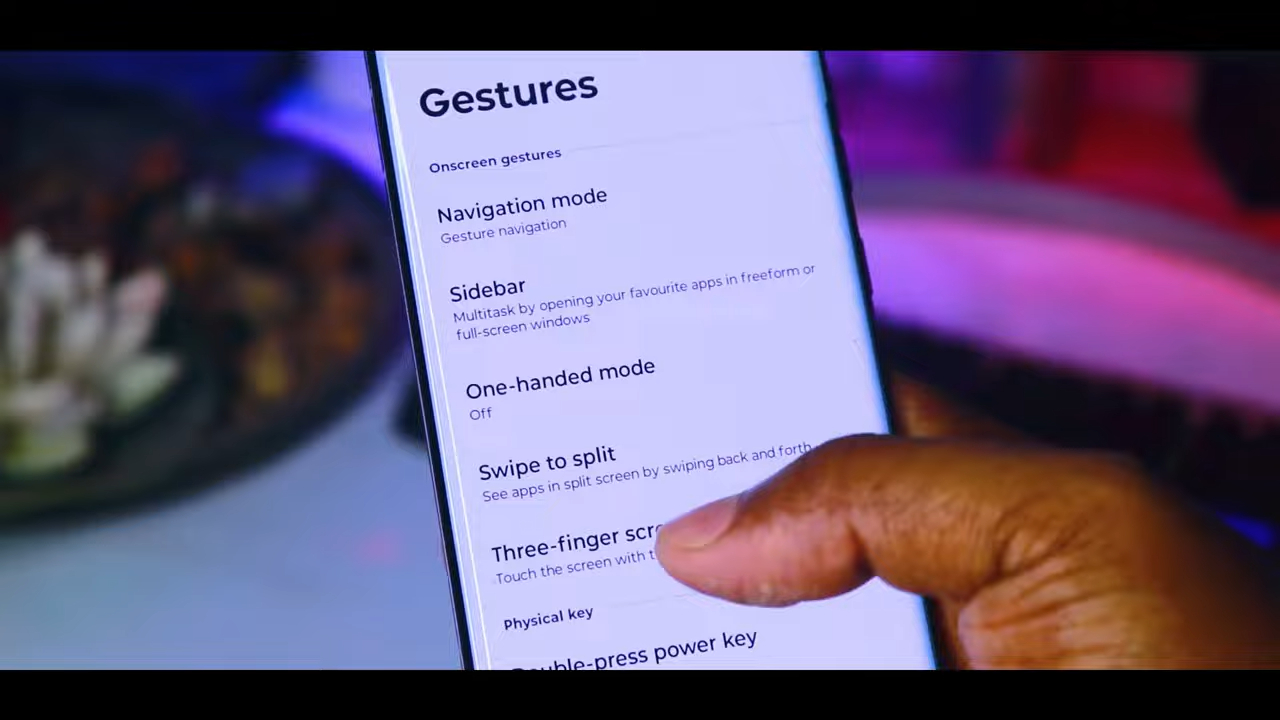 Gestures
Onscreen gestures
Navigation mode
Gesture navigation
Sidebar
Multitask by opening your favourite apps in freeform or
full-screen windows
One-handed mode
Off
Swipe to split
See apps in split screen by swiping back and forth
Three-finger
Touch the screen with
Physical key
Double-press power key